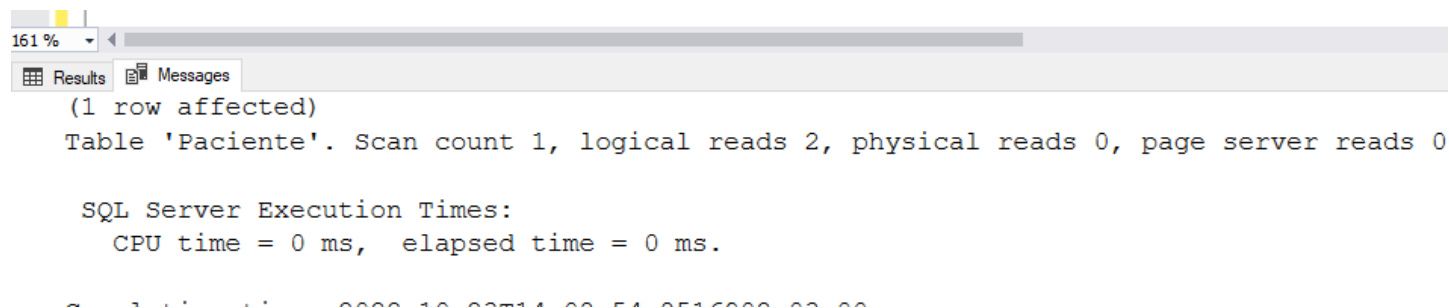 161 %
Results Messages
(1 row affected)
Table 'Paciente'. Scan count 1, logical reads 2, physical reads 0, page server reads 0
SQL Server Execution Times:
CPU time = 0 ms, elapsed time = 0 ms.